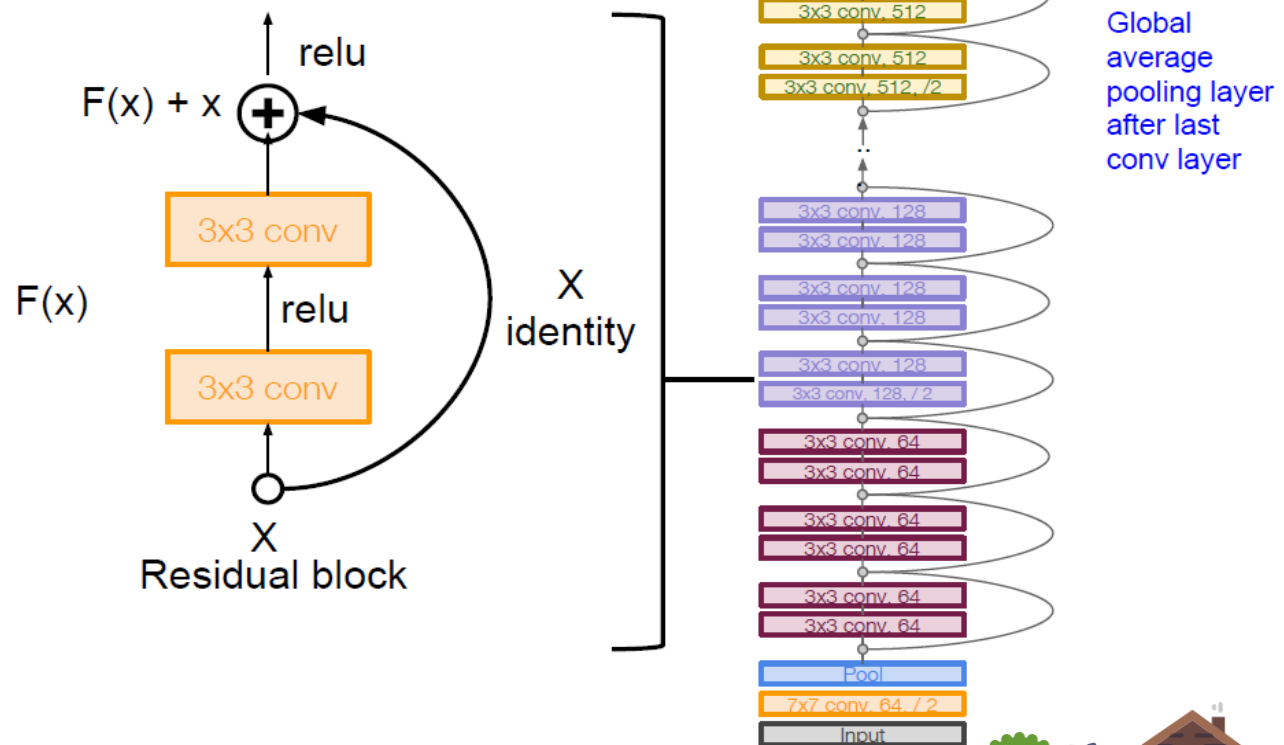 relu
F(x) + x
3x3 conv
F(x)
relu
X
identity
3x3 conv
X
Residual block
3x3 conv, 512
3x3 conv, 512
3x3 conv, 512, /2
..
3x3 conv, 128
3x3 conv, 128
3x3 conv, 128
3x3 conv, 128
3x3 conv, 128
3x3 conv, 128, / 2
3x3 conv, 64
3x3 conv, 64
3x3 conv, 64
3x3 conv, 64
3x3 conv, 64
3x3 conv, 64
Pool
7x7 conv, 64, / 2
Input
Global
average
pooling layer
after last
conv layer